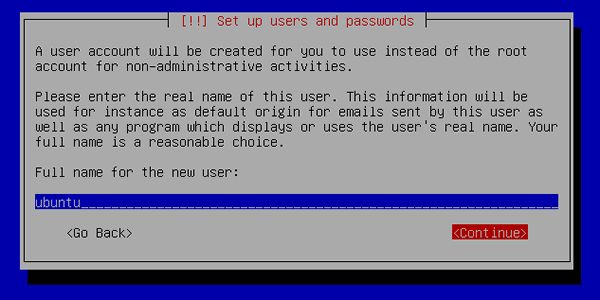 [!!] Set up users and passwords
A user account will be created for you to use instead of the root
account for non-administrative activities.
Please enter the real name of this user. This information will be
used for instance as default origin for emails sent by this user as
well as any program which displays or uses the user's real name. Your
full name is a reasonable choice.
Full name for the new user:
ubuntu
<Go Back> <Continue>